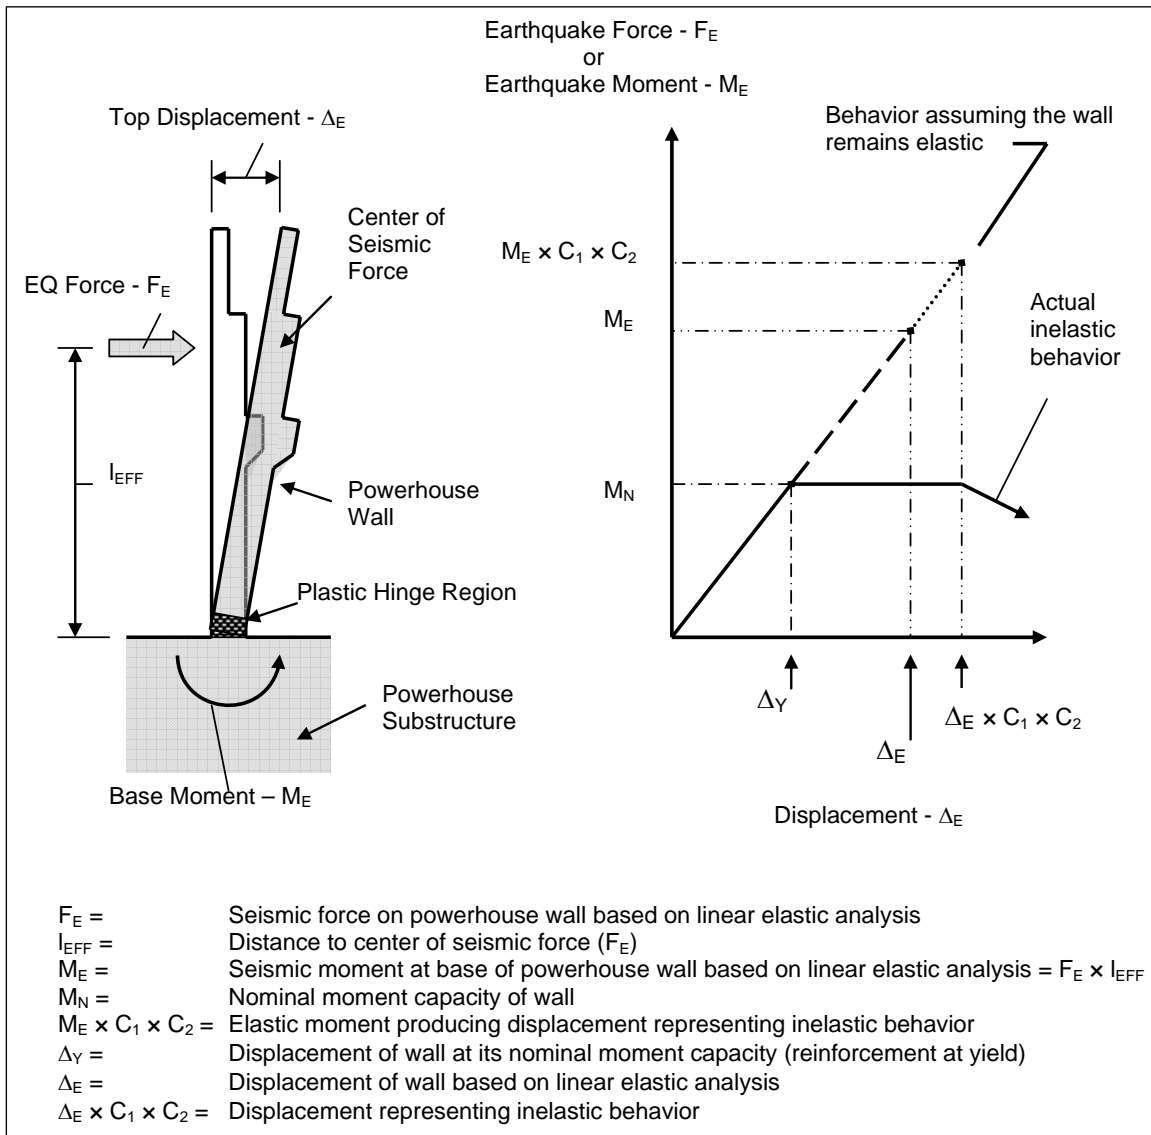 Earthquake Force - F_E
or
Earthquake Moment - M_E
Top Displacement - Δ_E
Behavior assuming the wall
remains elastic
Center of
Seismic
Force
EQ Force - F_E
M_E × C_1 × C_2
M_E
Actual
inelastic
behavior
l_EFF
M_N
Powerhouse
Wall
Plastic Hinge Region
Powerhouse
Substructure
Base Moment – M_E
Δ_Y
Δ_E
Δ_E × C_1 × C_2
Displacement - Δ_E
F_E = Seismic force on powerhouse wall based on linear elastic analysis
l_EFF = Distance to center of seismic force (F_E)
M_E = Seismic moment at base of powerhouse wall based on linear elastic analysis = F_E × l_EFF
M_N = Nominal moment capacity of wall
M_E × C_1 × C_2 = Elastic moment producing displacement representing inelastic behavior
Δ_Y = Displacement of wall at its nominal moment capacity (reinforcement at yield)
Δ_E = Displacement of wall based on linear elastic analysis
Δ_E × C_1 × C_2 = Displacement representing inelastic behavior